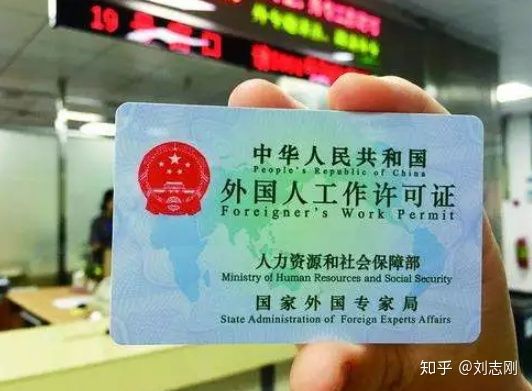 19
中华人民共和国
People's Republic of China
外国人工作许可证
Foreigner's Work Permit
人力资源和社会保障部
Ministry of Human Resources and Social Security
国家外国专家局
State Administration of Foreign Experts Affairs
知乎 @刘志刚